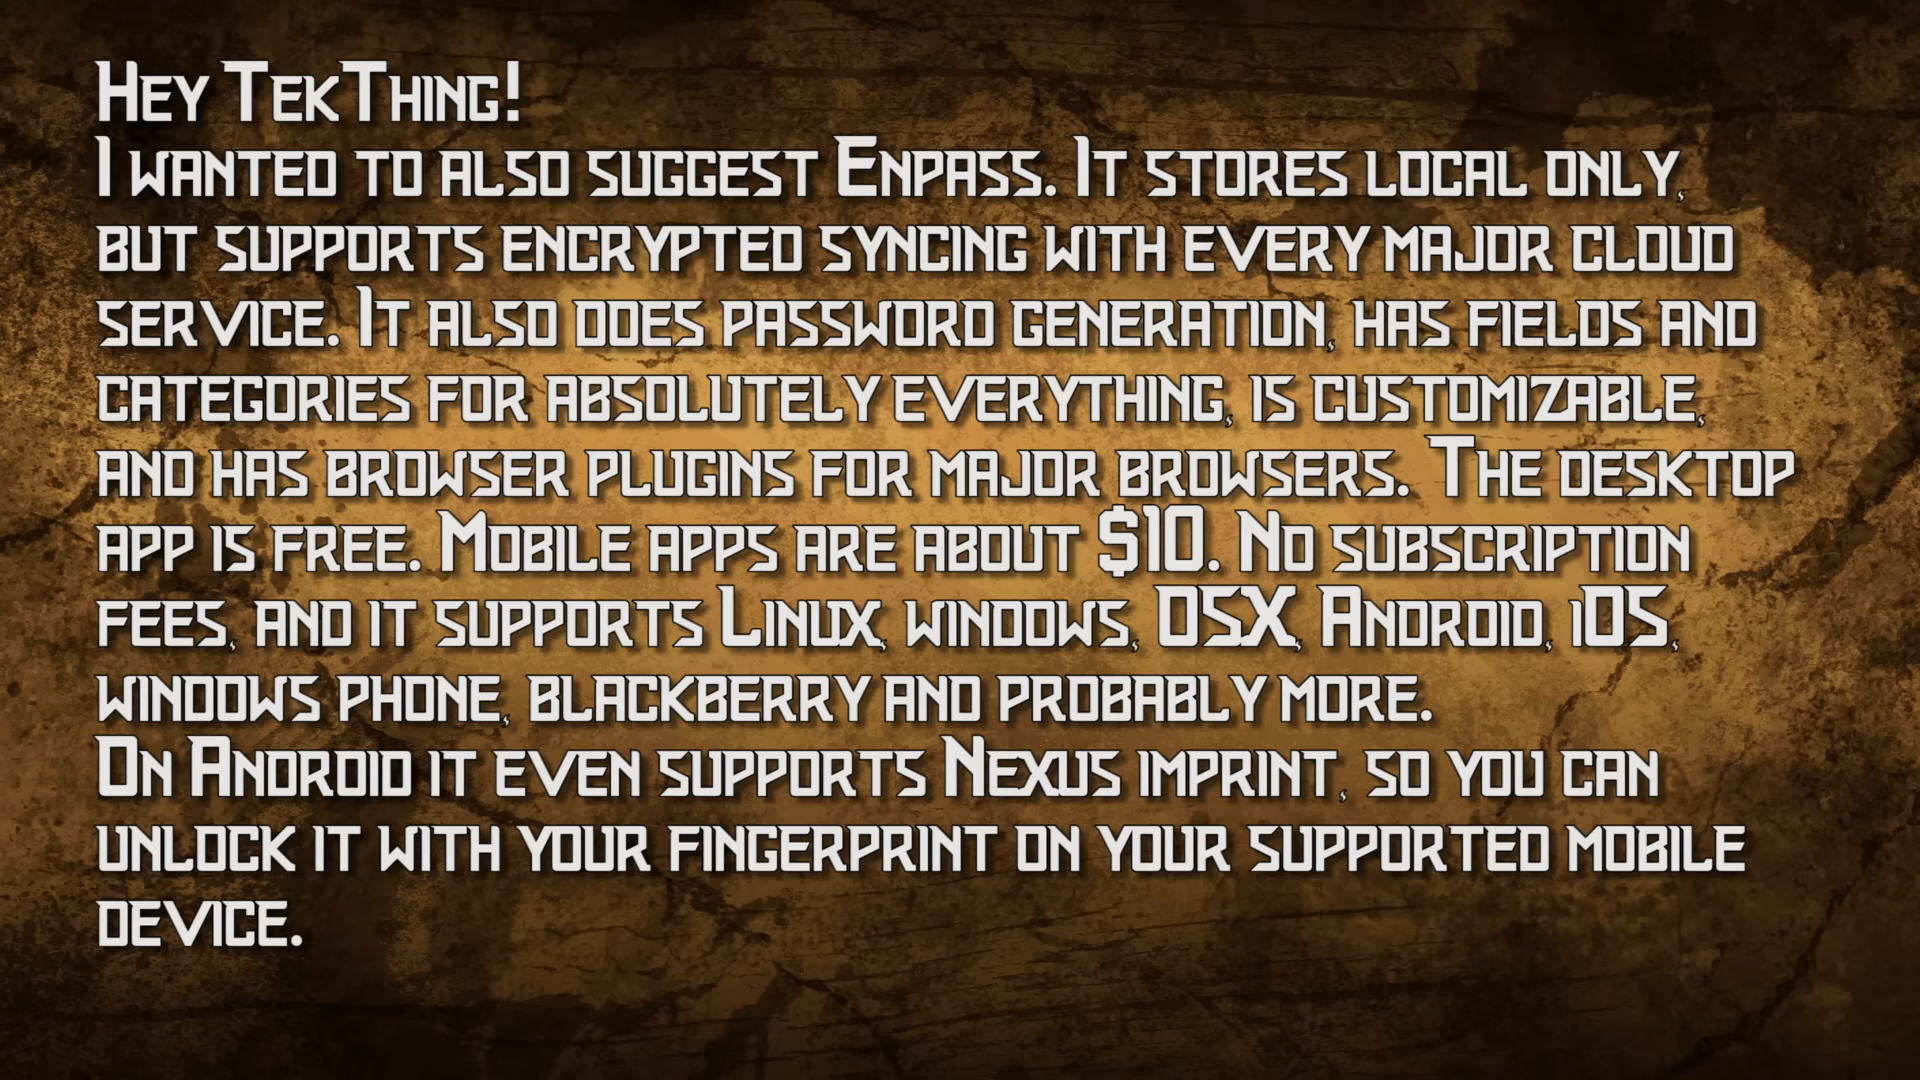 Hey TekThing!
I wanted to also suggest Enpass. It stores local only,
but supports encrypted syncing with every major cloud
service. It also does password generation, has fields and
categories for absolutely everything, is customizable,
and has browser plugins for major browsers. The desktop
app is free. Mobile apps are about $10. No subscription
fees, and it supports Linux, windows, OSX, Android, iOS,
windows phone, blackberry and probably more.
On Android it even supports Nexus imprint, so you can
unlock it with your fingerprint on your supported mobile
device.